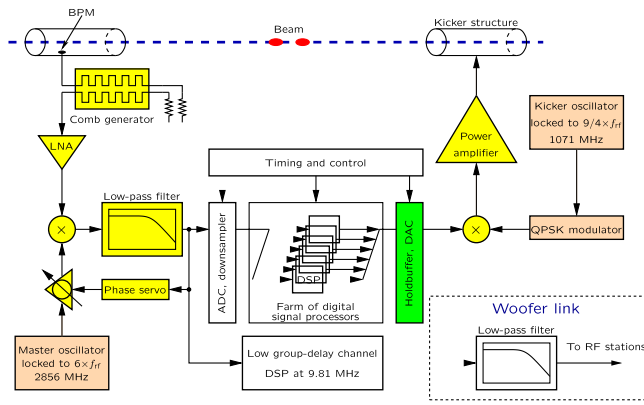 BPM
Beam
Kicker structure
Comb generator
LNA
Power
amplifier
Kicker oscillator
locked to 9/4×frf
1071 MHz
Timing and control
Low-pass filter
×
ADC, downsampler
DSP
Farm of digital
signal processors
Holdbuffer, DAC
×
QPSK modulator
Phase servo
Master oscillator
locked to 6×frf
2856 MHz
Low group-delay channel
DSP at 9.81 MHz
Woofer link
Low-pass filter
To RF stations